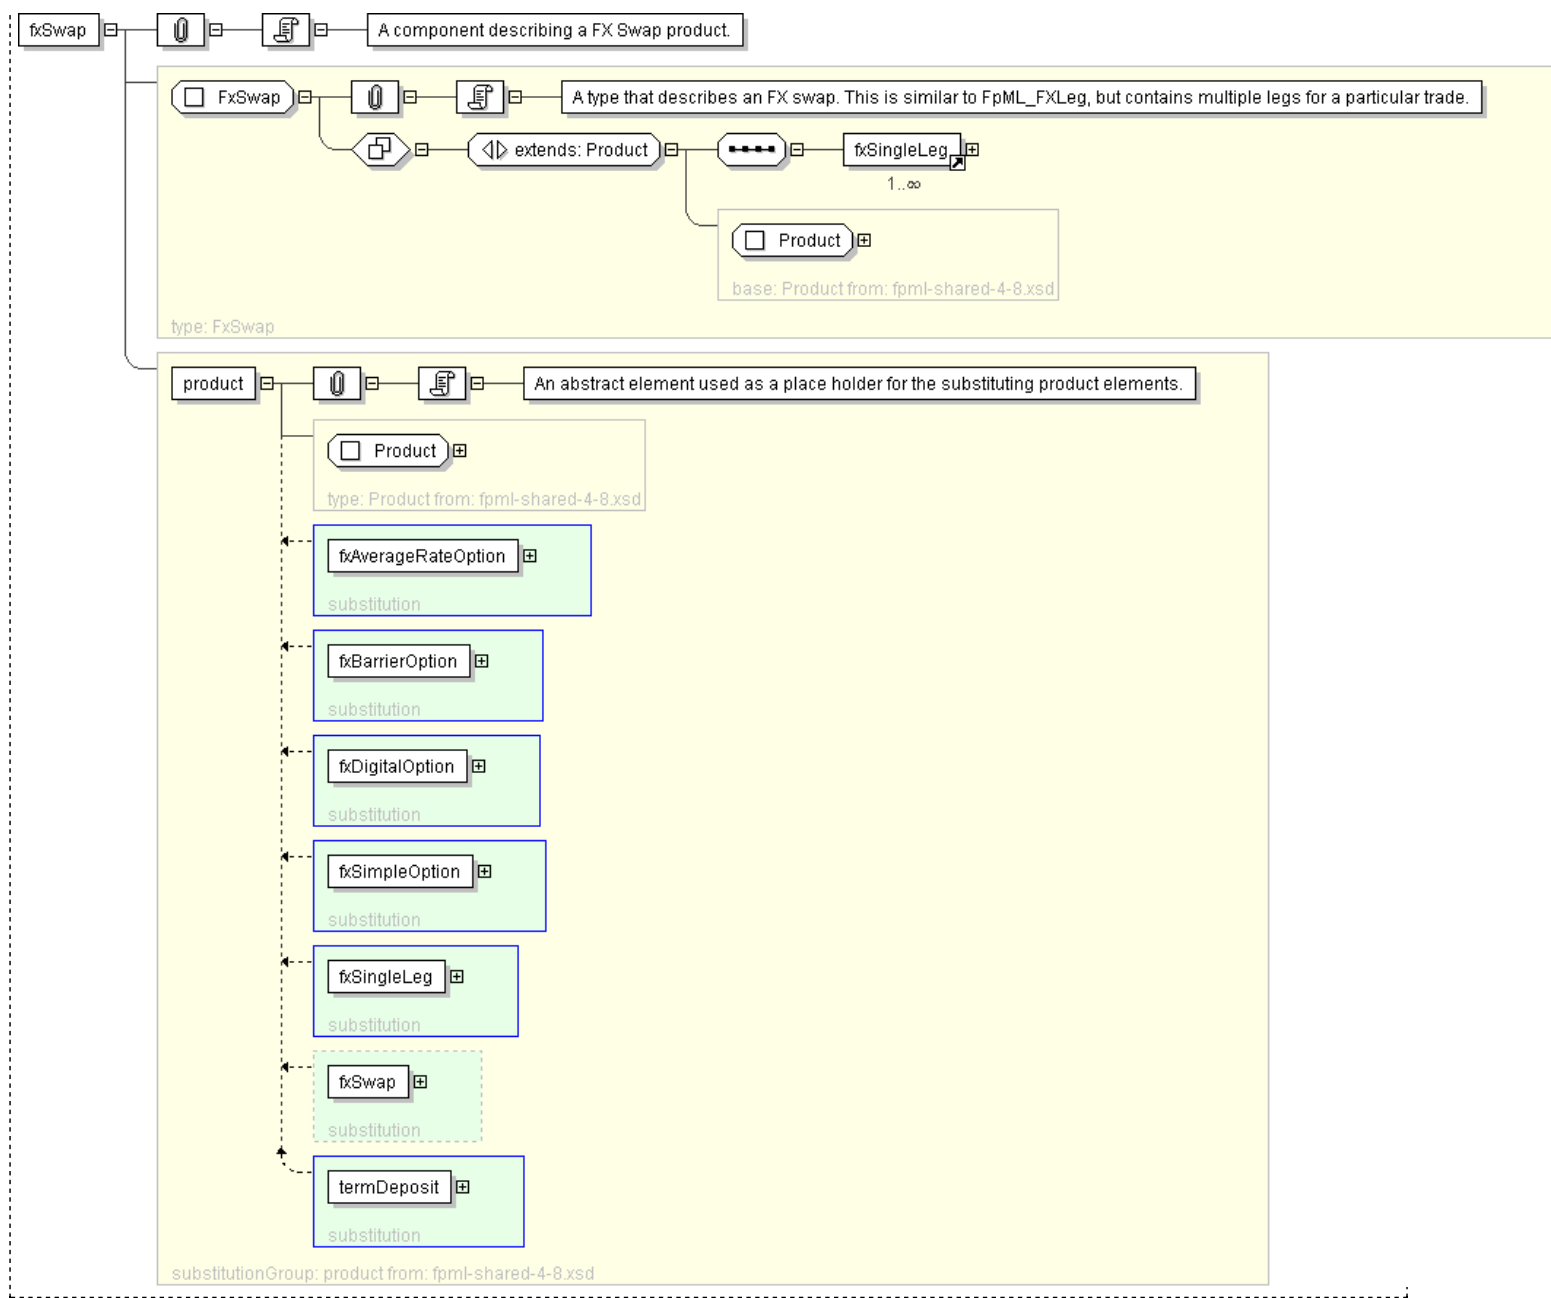 fxSwap
A component describing a FX Swap product.
FxSwap
A type that describes an FX swap. This is similar to FpML_FXLeg, but contains multiple legs for a particular trade.
extends: Product
fxSingleLeg
1..∞
Product
base: Product from: fpml-shared-4-8.xsd
type: FxSwap
product
An abstract element used as a place holder for the substituting product elements.
Product
type: Product from: fpml-shared-4-8.xsd
fxAverageRateOption
substitution
fxBarrierOption
substitution
fxDigitalOption
substitution
fxSimpleOption
substitution
fxSingleLeg
substitution
fxSwap
substitution
termDeposit
substitution
substitutionGroup: product from: fpml-shared-4-8.xsd